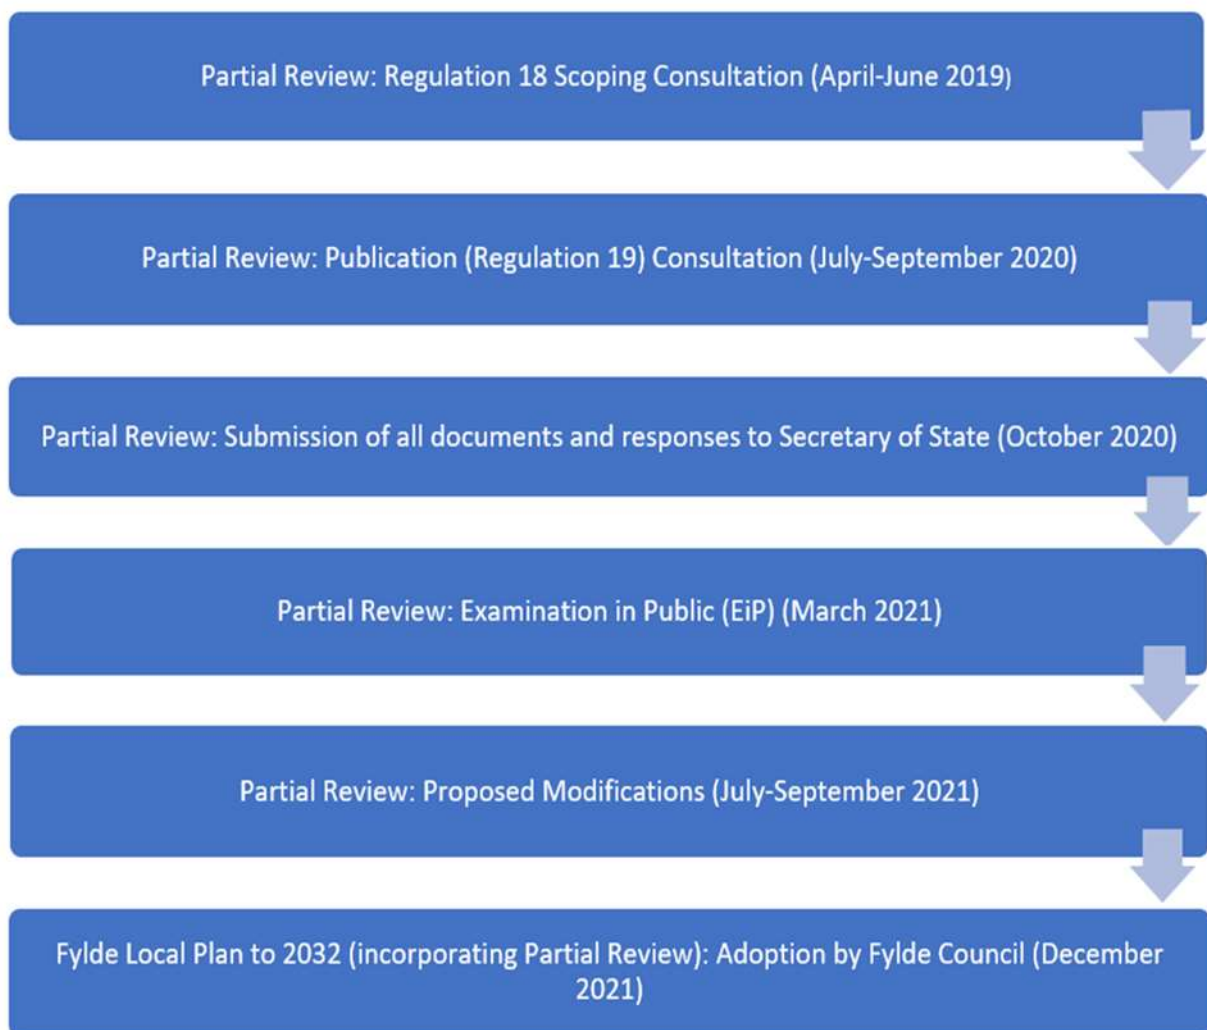 Partial Review: Regulation 18 Scoping Consultation (April-June 2019)
Partial Review: Publication (Regulation 19) Consultation (July-September 2020)
Partial Review: Submission of all documents and responses to Secretary of State (October 2020)
Partial Review: Examination in Public (EiP) (March 2021)
Partial Review: Proposed Modifications (July-September 2021)
Fylde Local Plan to 2032 (incorporating Partial Review): Adoption by Fylde Council (December
2021)